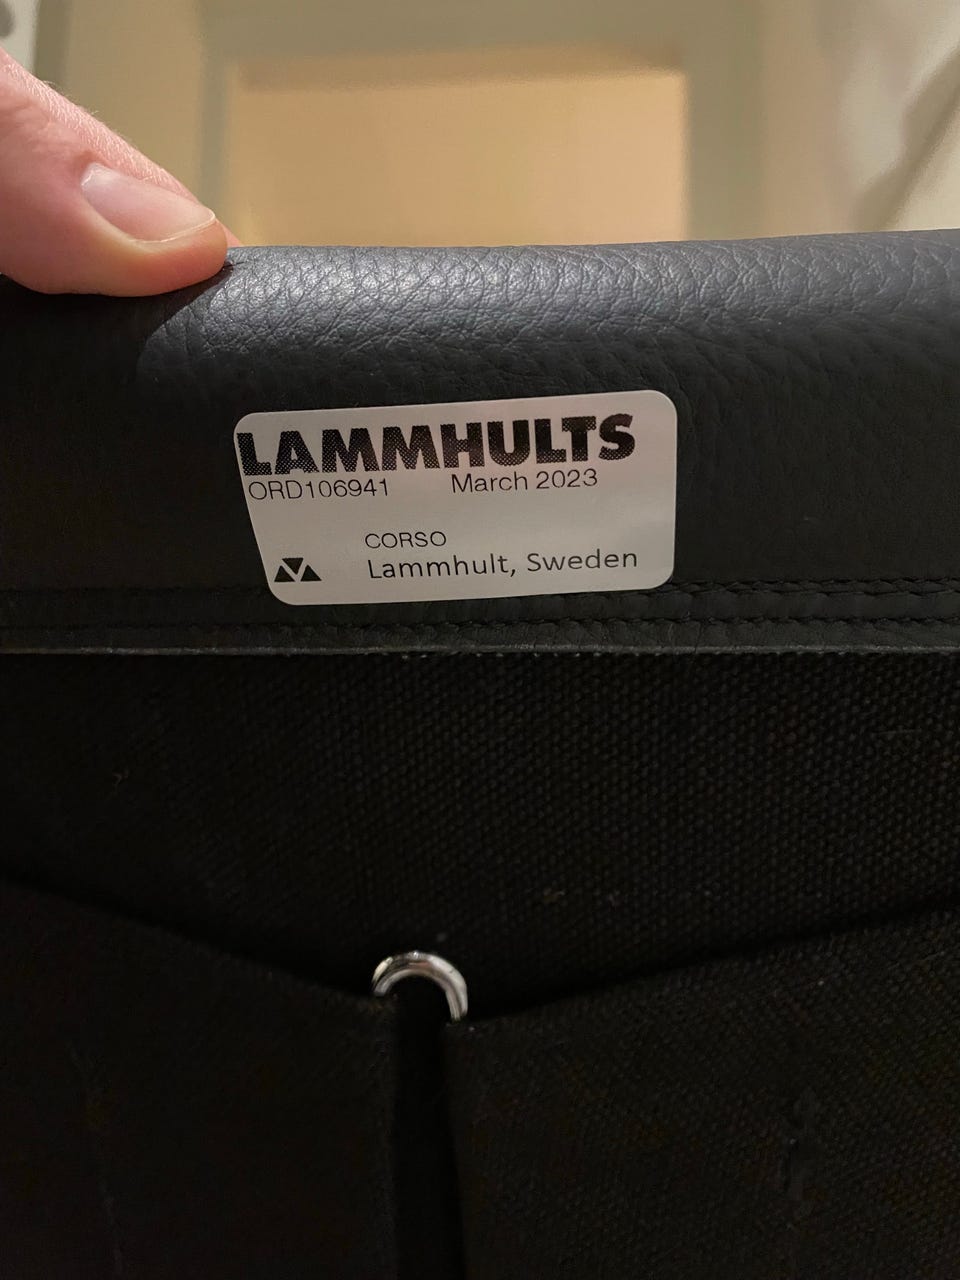 LAMMHULTS
ORD106941 March 2023
CORSO
Lammhult, Sweden